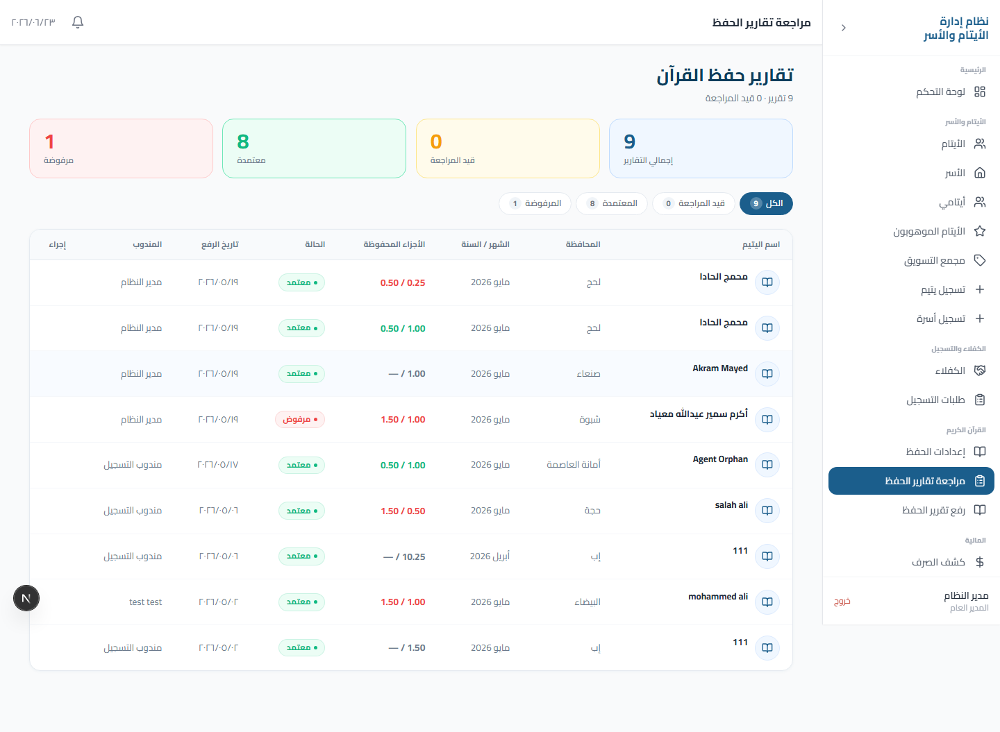 نظام إدارة
الأيتام والأسر
الرئيسية
لوحة التحكم
الأيتام والأسر
الأيتام
الأسر
أيتامي
الأيتام الموهوبون
مجمع التسويق
تسجيل يتيم
تسجيل أسرة
الكفلاء والتسجيل
الكفلاء
طلبات التسجيل
القرآن الكريم
إعدادات الحفظ
مراجعة تقارير الحفظ
رفع تقرير الحفظ
المالية
كشف الصرف
مدير النظام
المدير العام
خروج
مراجعة تقارير الحفظ
٢٠٢٦/٠٦/٢٣
تقارير حفظ القرآن
9 تقرير · 0 قيد المراجعة
9
إجمالي التقارير
0
قيد المراجعة
8
معتمدة
1
مرفوضة
الكل 9
قيد المراجعة 0
المعتمدة 8
المرفوضة 1
اسم اليتيم المحافظة الشهر / السنة الأجزاء المحفوظة الحالة تاريخ الرفع المندوب إجراء
محمج الحادا لحج مايو 2026 0.50 / 0.25 معتمد ٢٠٢٦/٠٥/١٩ مدير النظام
محمج الحادا لحج مايو 2026 0.50 / 1.00 معتمد ٢٠٢٦/٠٥/١٩ مدير النظام
Akram Mayed صنعاء مايو 2026 — / 1.00 معتمد ٢٠٢٦/٠٥/١٩ مدير النظام
أكرم سمير عيدالله معياد شبوة مايو 2026 1.50 / 1.00 مرفوض ٢٠٢٦/٠٥/١٩ مدير النظام
Agent Orphan أمانة العاصمة مايو 2026 0.50 / 1.00 معتمد ٢٠٢٦/٠٥/١٧ مندوب التسجيل
salah ali حجة مايو 2026 1.50 / 0.50 معتمد ٢٠٢٦/٠٥/٠٦ مندوب التسجيل
111 إب أبريل 2026 — / 10.25 معتمد ٢٠٢٦/٠٥/٠٦ مندوب التسجيل
mohammed ali البيضاء مايو 2026 1.50 / 1.00 معتمد ٢٠٢٦/٠٥/٠٢ test test
111 إب مايو 2026 — / 1.50 معتمد ٢٠٢٦/٠٥/٠٢ مندوب التسجيل
N